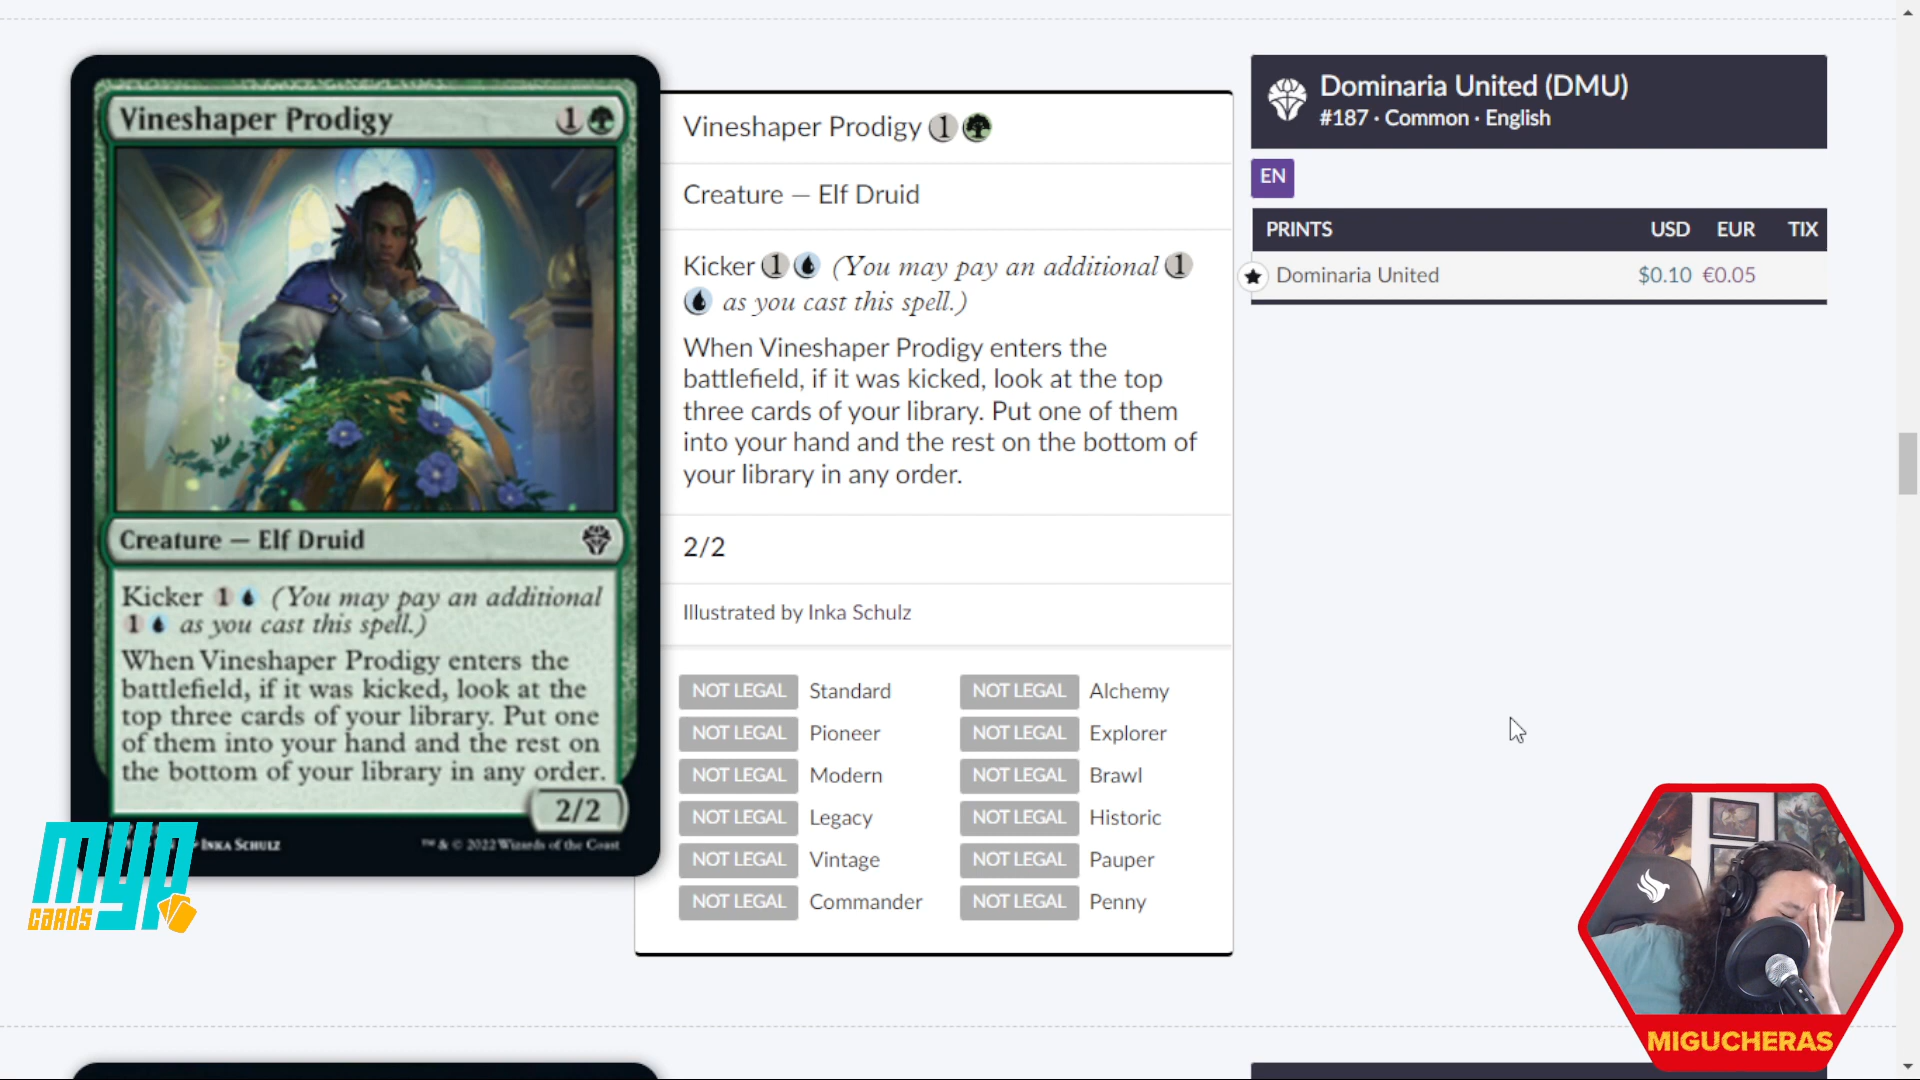 Vineshaper Prodigy 1
Creature — Elf Druid
Kicker 1 (You may pay an additional
1 as you cast this spell.)
When Vineshaper Prodigy enters the
battlefield, if it was kicked, look at the
top three cards of your library. Put one
of them into your hand and the rest on
the bottom of your library in any order.
2/2
INKA SCHULZ
™ & © 2022 Wizards of the Coast
MYP
CARDS
Vineshaper Prodigy 1
Creature — Elf Druid
Kicker 1 (You may pay an additional 1
as you cast this spell.)
When Vineshaper Prodigy enters the
battlefield, if it was kicked, look at the top
three cards of your library. Put one of them
into your hand and the rest on the bottom of
your library in any order.
2/2
Illustrated by Inka Schulz
NOT LEGAL Standard NOT LEGAL Alchemy
NOT LEGAL Pioneer NOT LEGAL Explorer
NOT LEGAL Modern NOT LEGAL Brawl
NOT LEGAL Legacy NOT LEGAL Historic
NOT LEGAL Vintage NOT LEGAL Pauper
NOT LEGAL Commander NOT LEGAL Penny
Dominaria United (DMU)
#187 · Common · English
EN
PRINTS USD EUR TIX
Dominaria United $0.10 €0.05
MIGUCHERAS